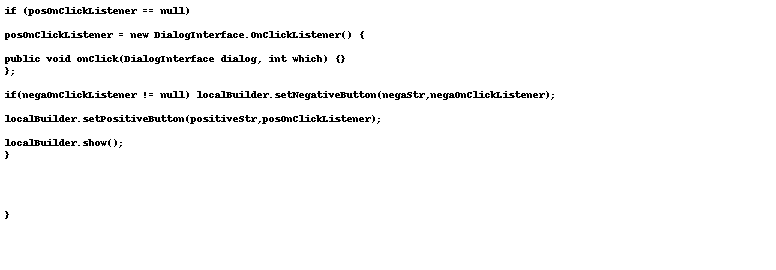 if (posOnClickListener == null)
posOnClickListener = new DialogInterface.OnClickListener() {
public void onClick(DialogInterface dialog, int which) {}
};
if(negaOnClickListener != null) localBuilder.setNegativeButton(negaStr,negaOnClickListener);
localBuilder.setPositiveButton(positiveStr,posOnClickListener);
localBuilder.show();
}
}